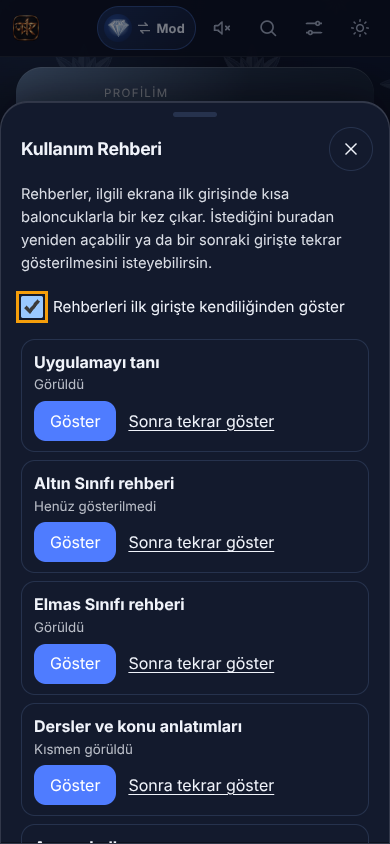 Mod
PROFİLİM
Kullanım Rehberi
Rehberler, ilgili ekrana ilk girişinde kısa
baloncuklarla bir kez çıkar. İstediğini buradan
yeniden açabilir ya da bir sonraki girişte tekrar
gösterilmesini isteyebilirsin.
Rehberleri ilk girişte kendiliğinden göster
Uygulamayı tanı
Görüldü
Göster Sonra tekrar göster
Altın Sınıfı rehberi
Henüz gösterilmedi
Göster Sonra tekrar göster
Elmas Sınıfı rehberi
Görüldü
Göster Sonra tekrar göster
Dersler ve konu anlatımları
Kısmen görüldü
Göster Sonra tekrar göster